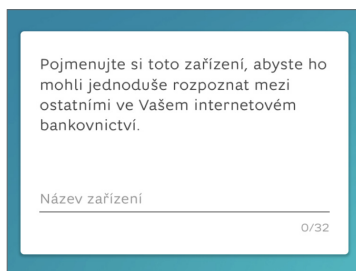 Pojmenujte si toto zařízení, abyste ho
mohli jednoduše rozpoznat mezi
ostatními ve Vašem internetovém
bankovnictví.
Název zařízení
0/32